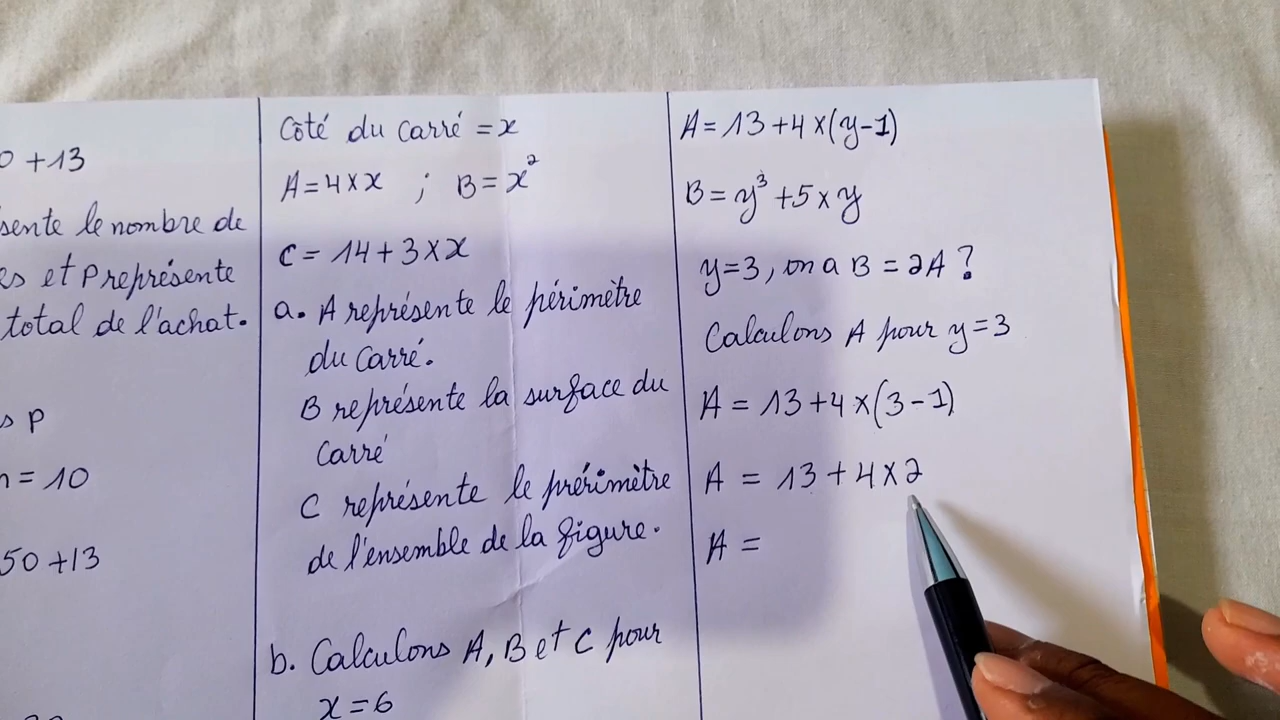 0 +13
sente le nombre de
es et P représente
total de l'achat.
s P
n = 10
50 +13
Côté du Carré = x
A = 4 × x ; B = x²
C = 14 + 3 × x
a. A représente le périmètre
du Carré.
B représente la surface du
Carré
C représente le prérimètre
de l'ensemble de la figure.
b. Calculons A, B et C pour
x = 6
A = 13 + 4 × (y - 1)
B = y³ + 5 × y
y = 3, on a B = 2A ?
Calculons A pour y = 3
A = 13 + 4 × (3 - 1)
A = 13 + 4 × 2
A =